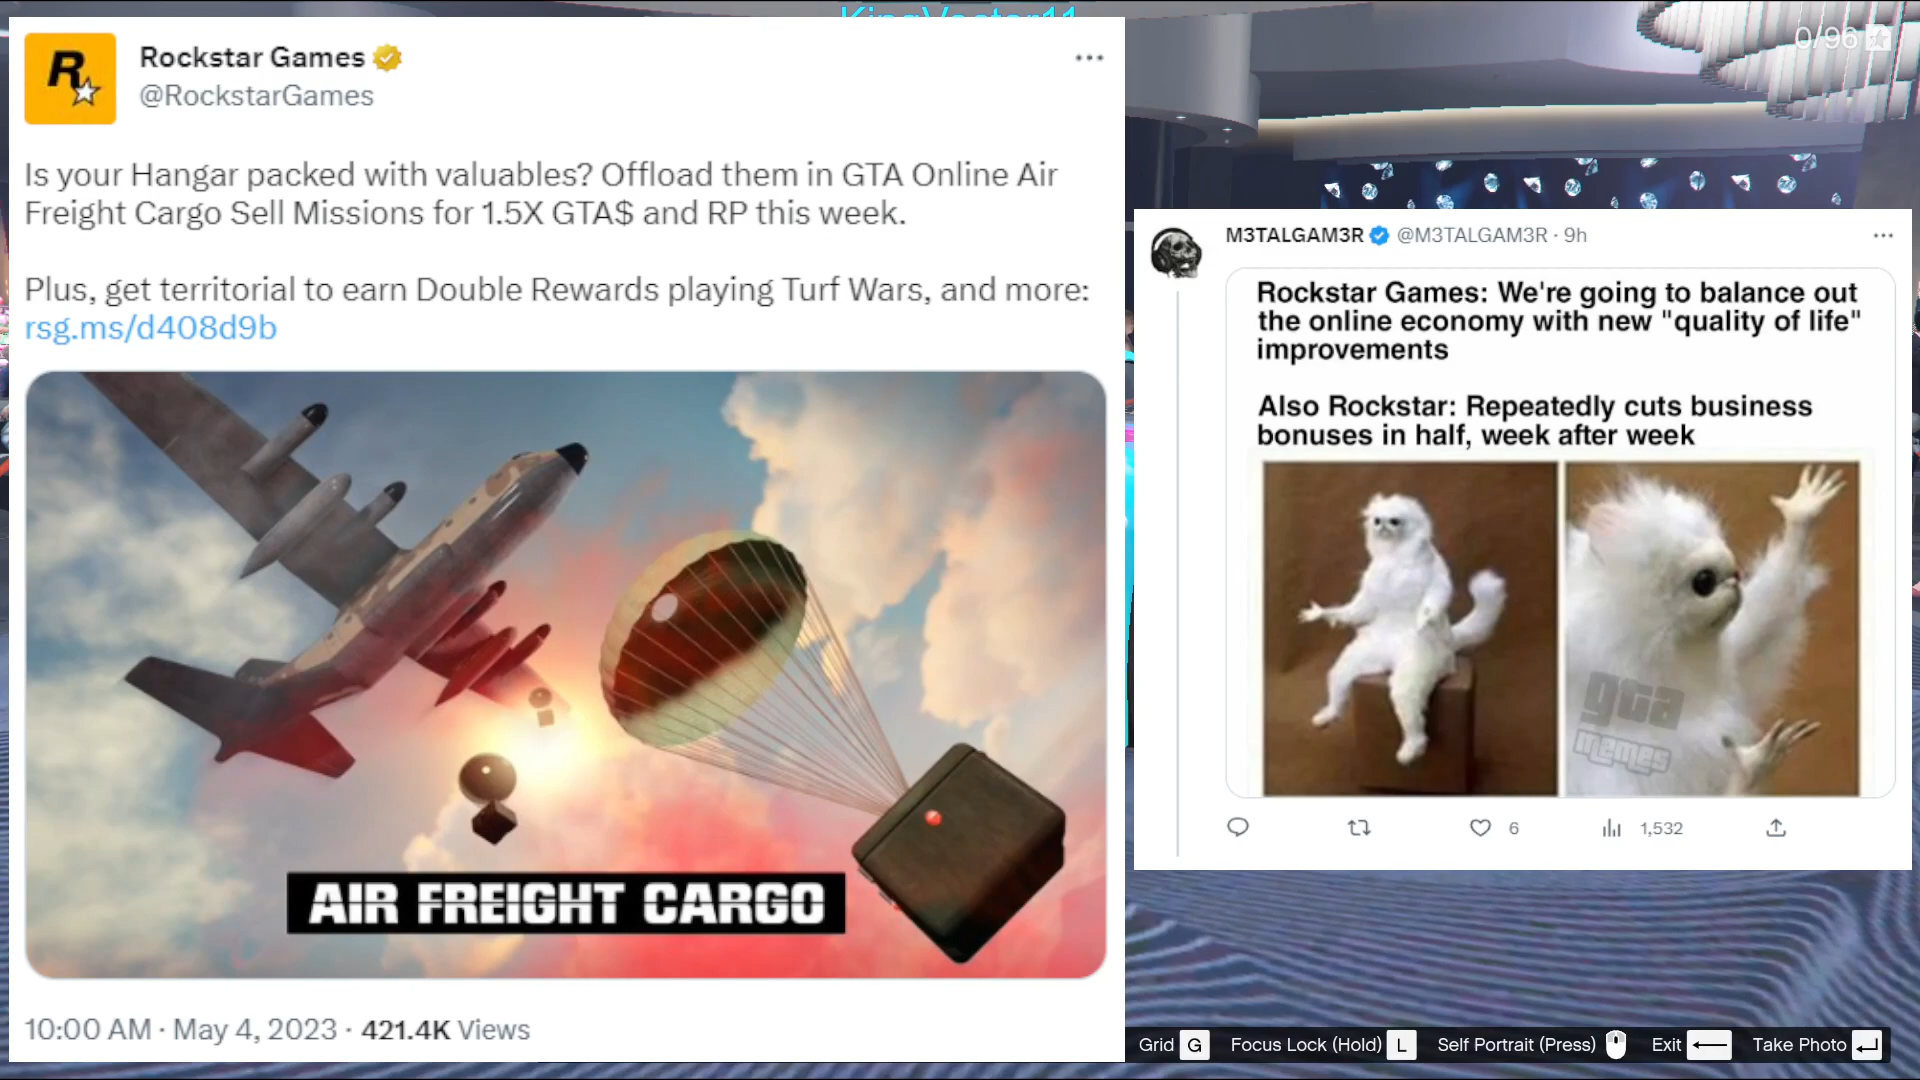 KingVector11
0/96
Rockstar Games
@RockstarGames
Is your Hangar packed with valuables? Offload them in GTA Online Air
Freight Cargo Sell Missions for 1.5X GTA$ and RP this week.
Plus, get territorial to earn Double Rewards playing Turf Wars, and more:
rsg.ms/d408d9b
AIR FREIGHT CARGO
10:00 AM · May 4, 2023 · 421.4K Views
M3TALGAM3R @M3TALGAM3R · 9h
Rockstar Games: We're going to balance out
the online economy with new "quality of life"
improvements
Also Rockstar: Repeatedly cuts business
bonuses in half, week after week
gta
memes
6 1,532
Grid G Focus Lock (Hold) L Self Portrait (Press) Exit Take Photo